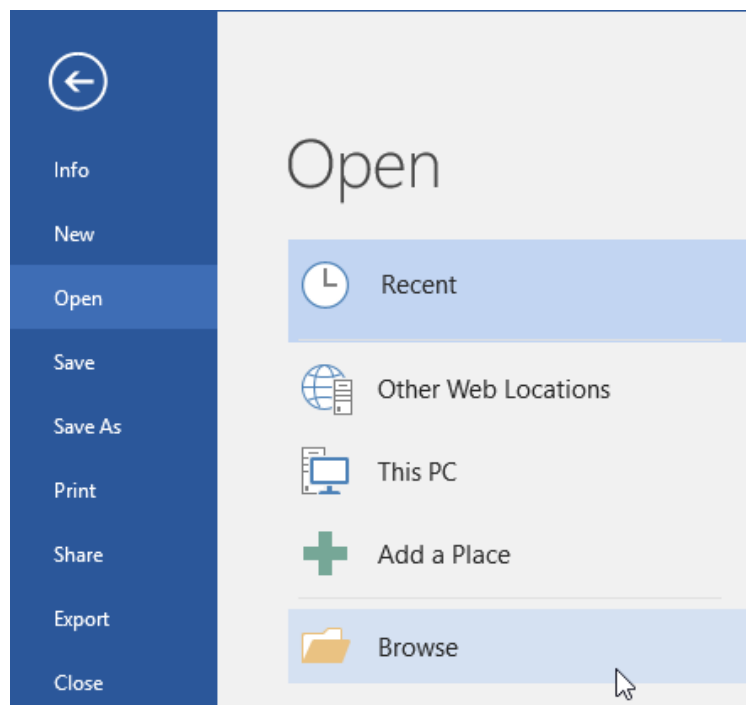 Info
New
Open
Save
Save As
Print
Share
Export
Close
Open
Recent
Other Web Locations
This PC
Add a Place
Browse